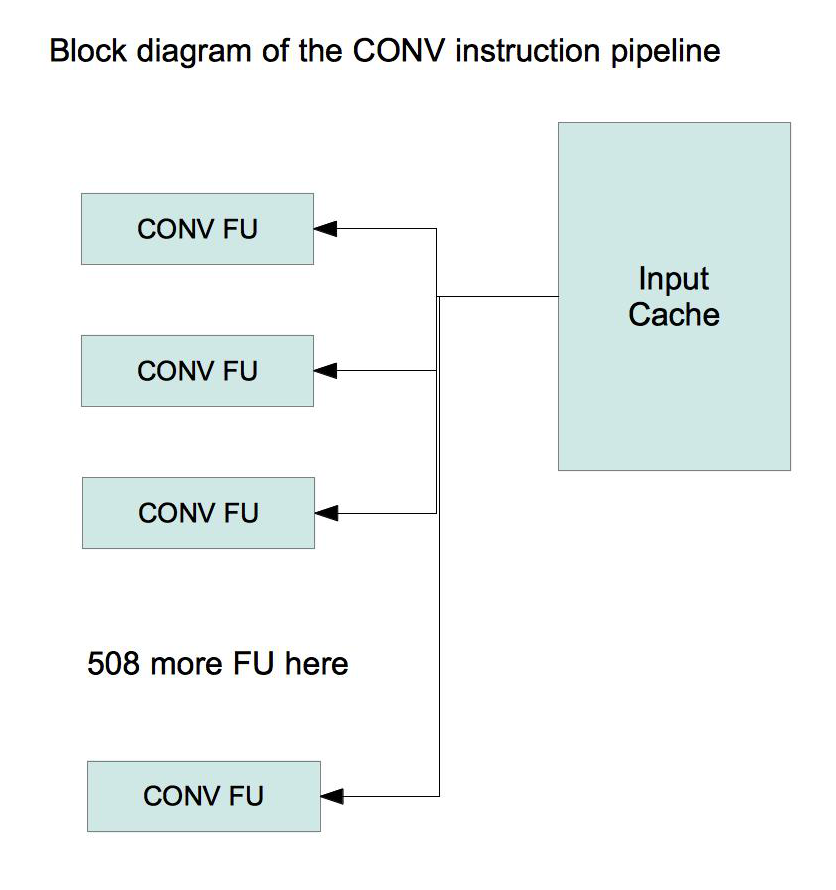 Block diagram of the CONV instruction pipeline
CONV FU
Input
Cache
CONV FU
CONV FU
508 more FU here
CONV FU